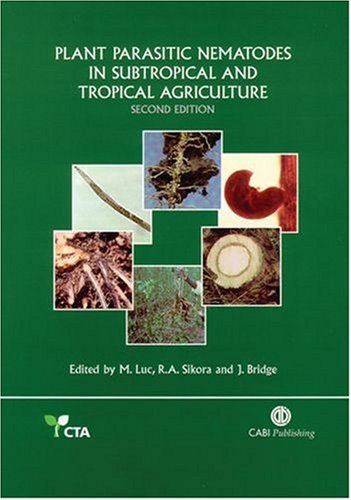 PLANT PARASITIC NEMATODES
IN SUBTROPICAL AND
TROPICAL AGRICULTURE
SECOND EDITION
Edited by M. Luc, R.A. Sikora and J. Bridge
CTA
CABI Publishing